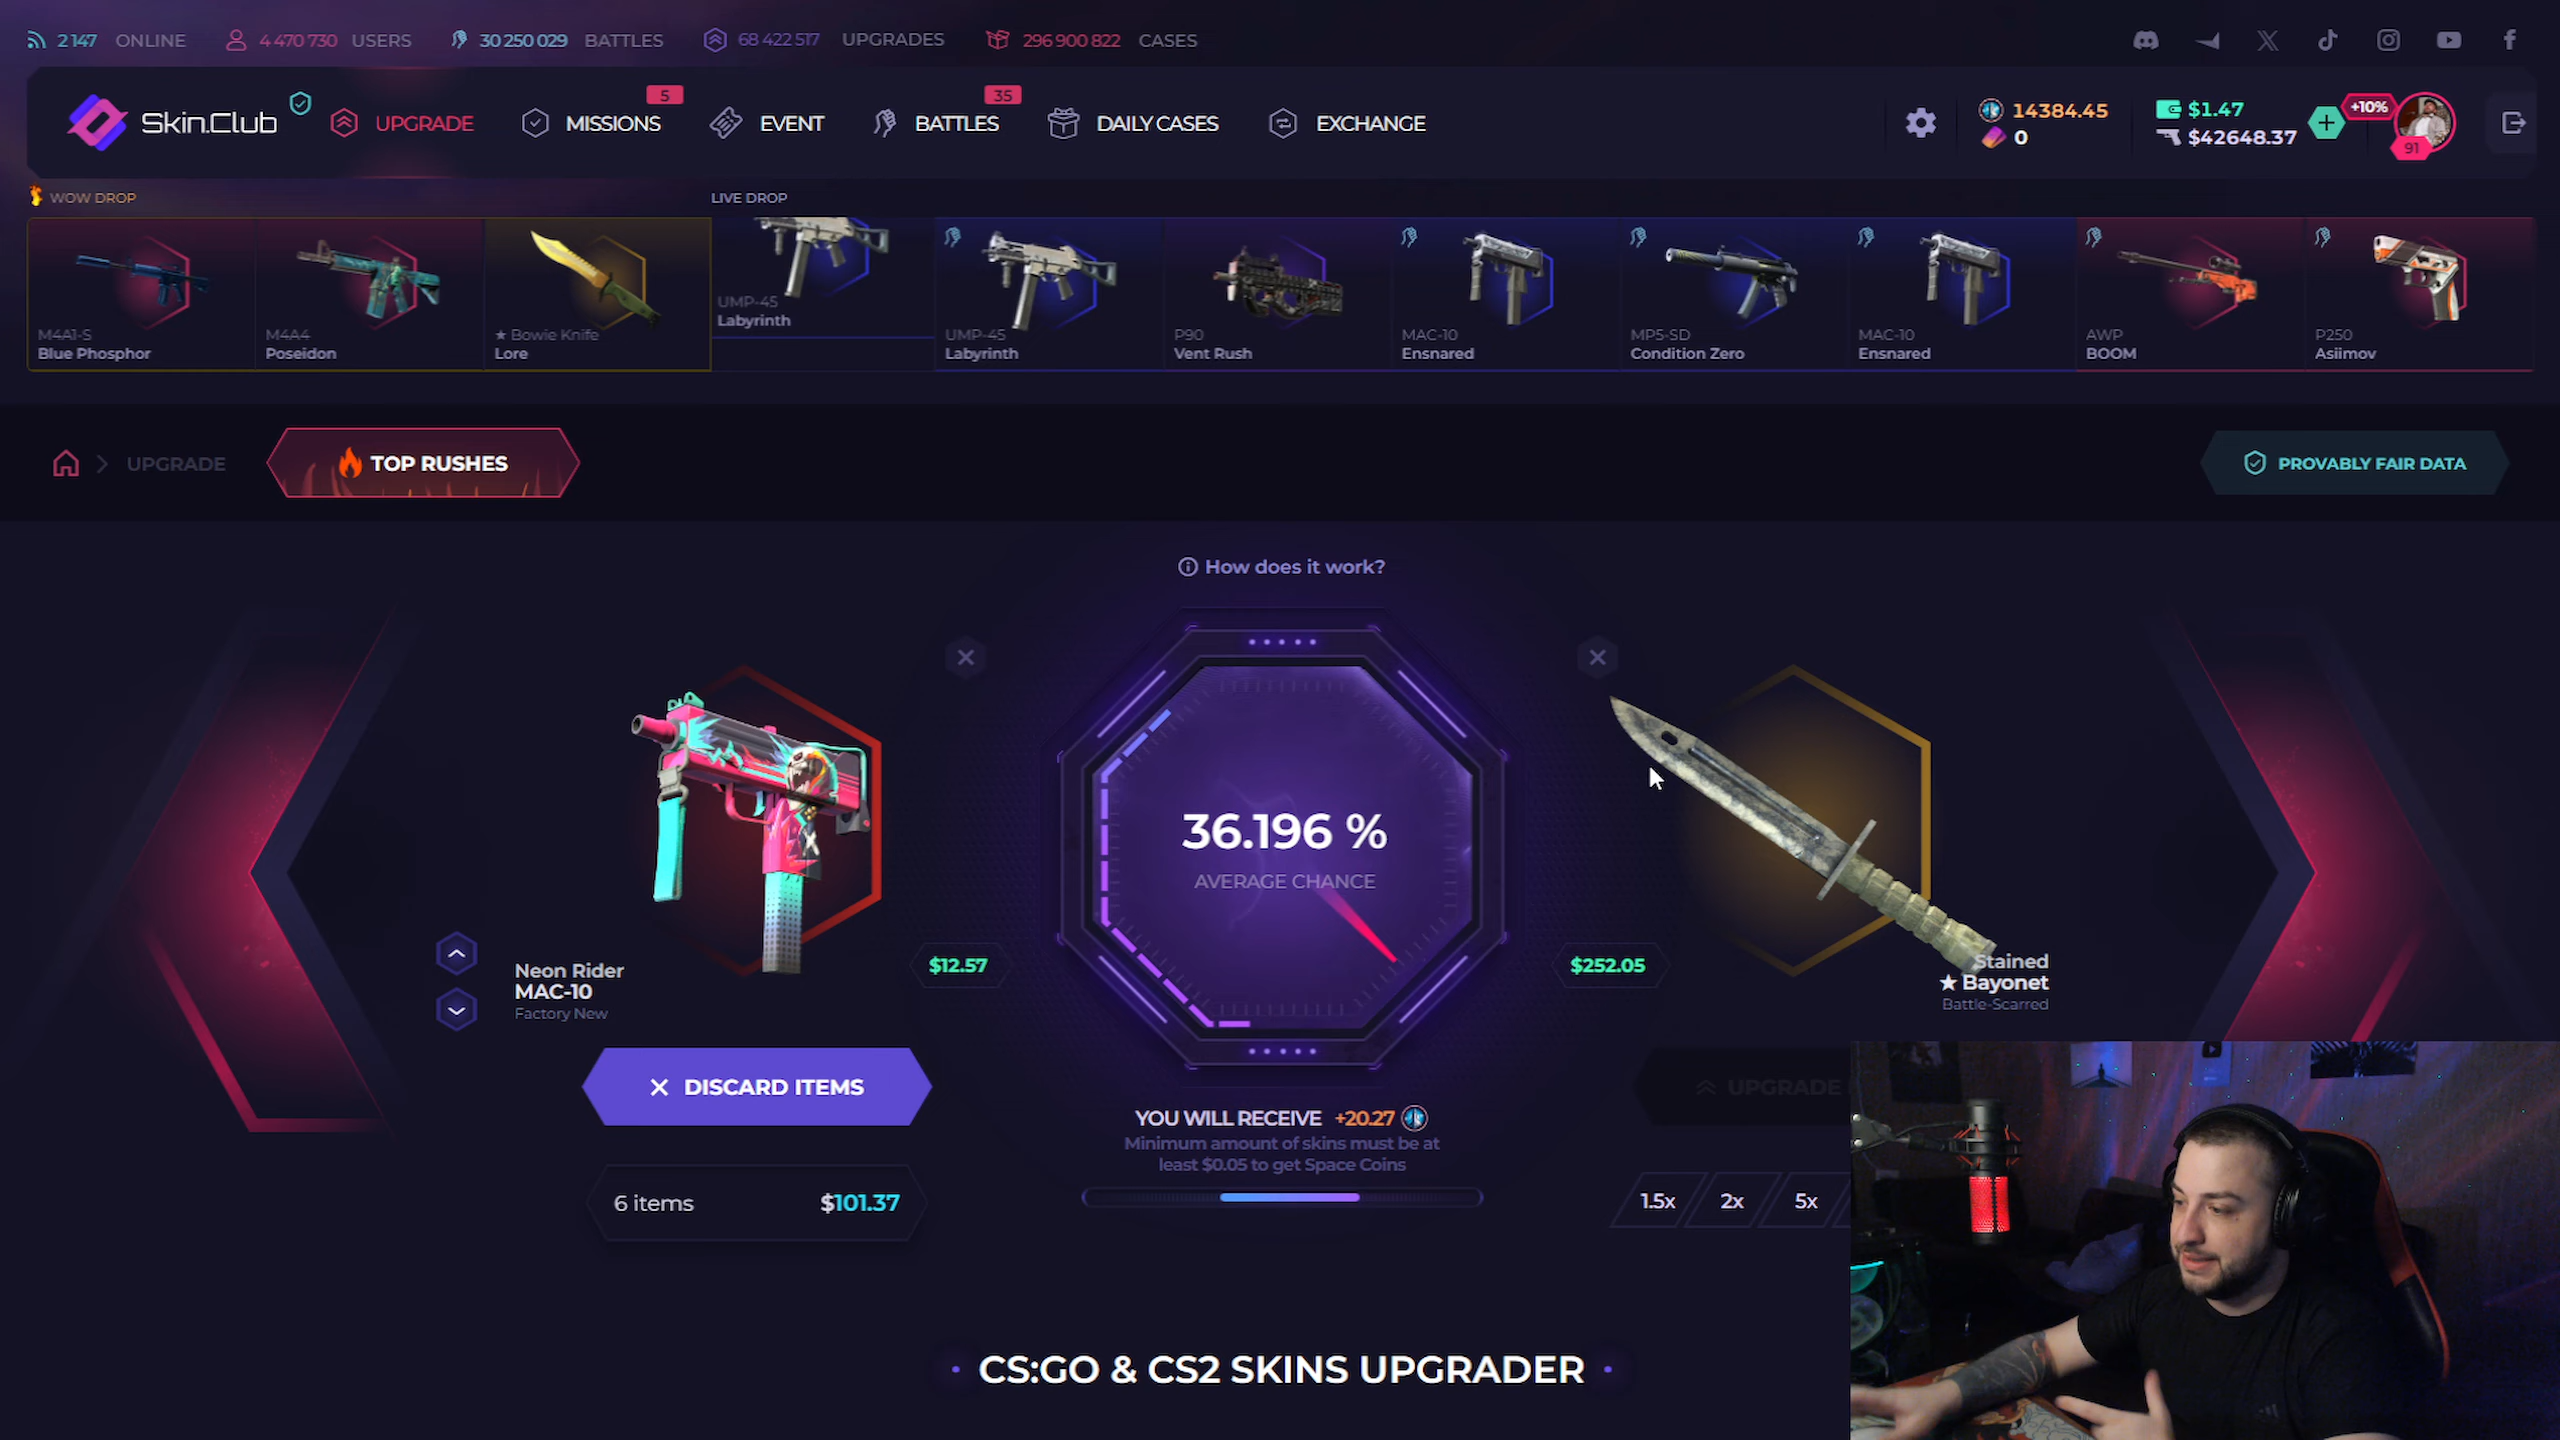 2 147 ONLINE 4 470 730 USERS 30 250 029 BATTLES 68 422 517 UPGRADES 296 900 822 CASES
Skin.Club UPGRADE MISSIONS 5 EVENT BATTLES 35 DAILY CASES EXCHANGE
14384.45 $1.47 +10%
0 $42648.37 91
WOW DROP LIVE DROP
M4A1-S
Blue Phosphor
M4A4
Poseidon
★ Bowie Knife
Lore
UMP-45
Labyrinth
UMP-45
Labyrinth
P90
Vent Rush
MAC-10
Ensnared
MP5-SD
Condition Zero
MAC-10
Ensnared
AWP
BOOM
P250
Asiimov
UPGRADE TOP RUSHES PROVABLY FAIR DATA
How does it work?
36.196 %
AVERAGE CHANCE
Neon Rider
MAC-10
Factory New
$12.57
$252.05
Stained
★ Bayonet
Battle-Scarred
DISCARD ITEMS
UPGRADE
YOU WILL RECEIVE +20.27
Minimum amount of skins must be at
least $0.05 to get Space Coins
6 items $101.37
1.5x 2x 5x
CS:GO & CS2 SKINS UPGRADER